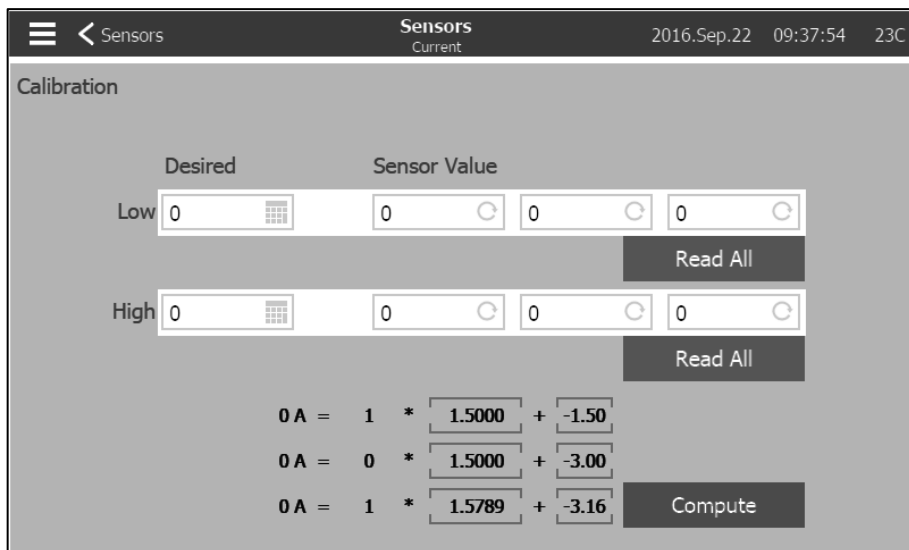 Sensors Sensors 2016.Sep.22 09:37:54 23C
Current
Calibration
Desired Sensor Value
Low 0 0 0 0
Read All
High 0 0 0 0
Read All
0 A = 1 * 1.5000 + -1.50
0 A = 0 * 1.5000 + -3.00
0 A = 1 * 1.5789 + -3.16 Compute